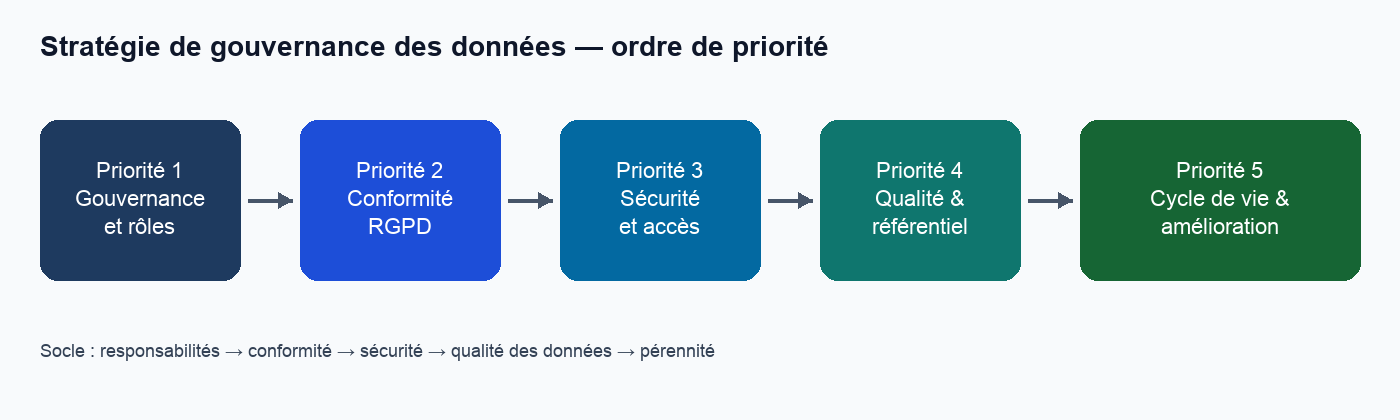 Stratégie de gouvernance des données — ordre de priorité
Priorité 1
Gouvernance
et rôles
Priorité 2
Conformité
RGPD
Priorité 3
Sécurité
et accès
Priorité 4
Qualité &
référentiel
Priorité 5
Cycle de vie &
amélioration
Socle : responsabilités → conformité → sécurité → qualité des données → pérennité